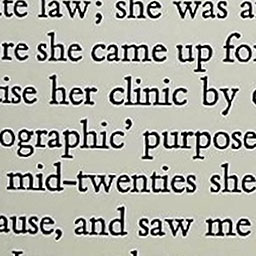 te law; she was a
re she came up for
ise her clinic by
ographic' purpose
mid-twenties she
ause, and saw me